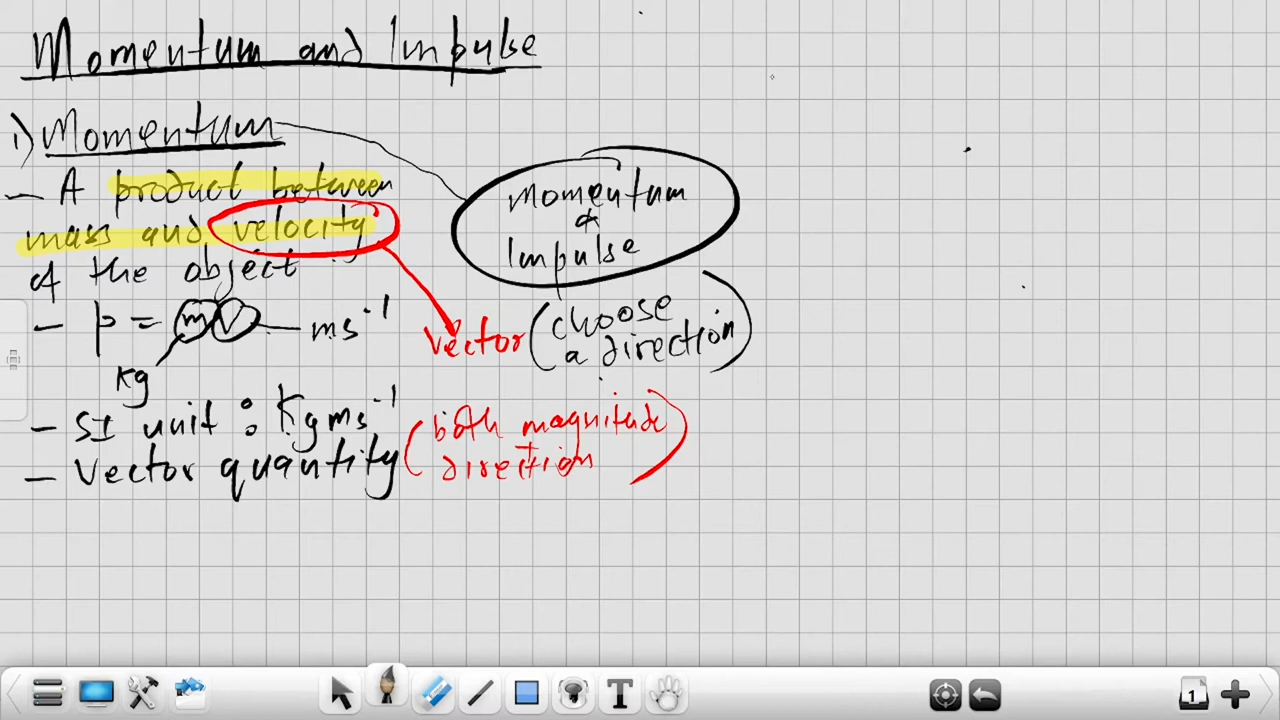 Momentum and Impulse
1) Momentum
- A product between
mass and velocity
of the object
- p = mv ms⁻¹
kg
- SI unit : kgms⁻¹
- Vector quantity (both magnitude
direction)
momentum
&
Impulse
Vector (choose
a direction)
T
1